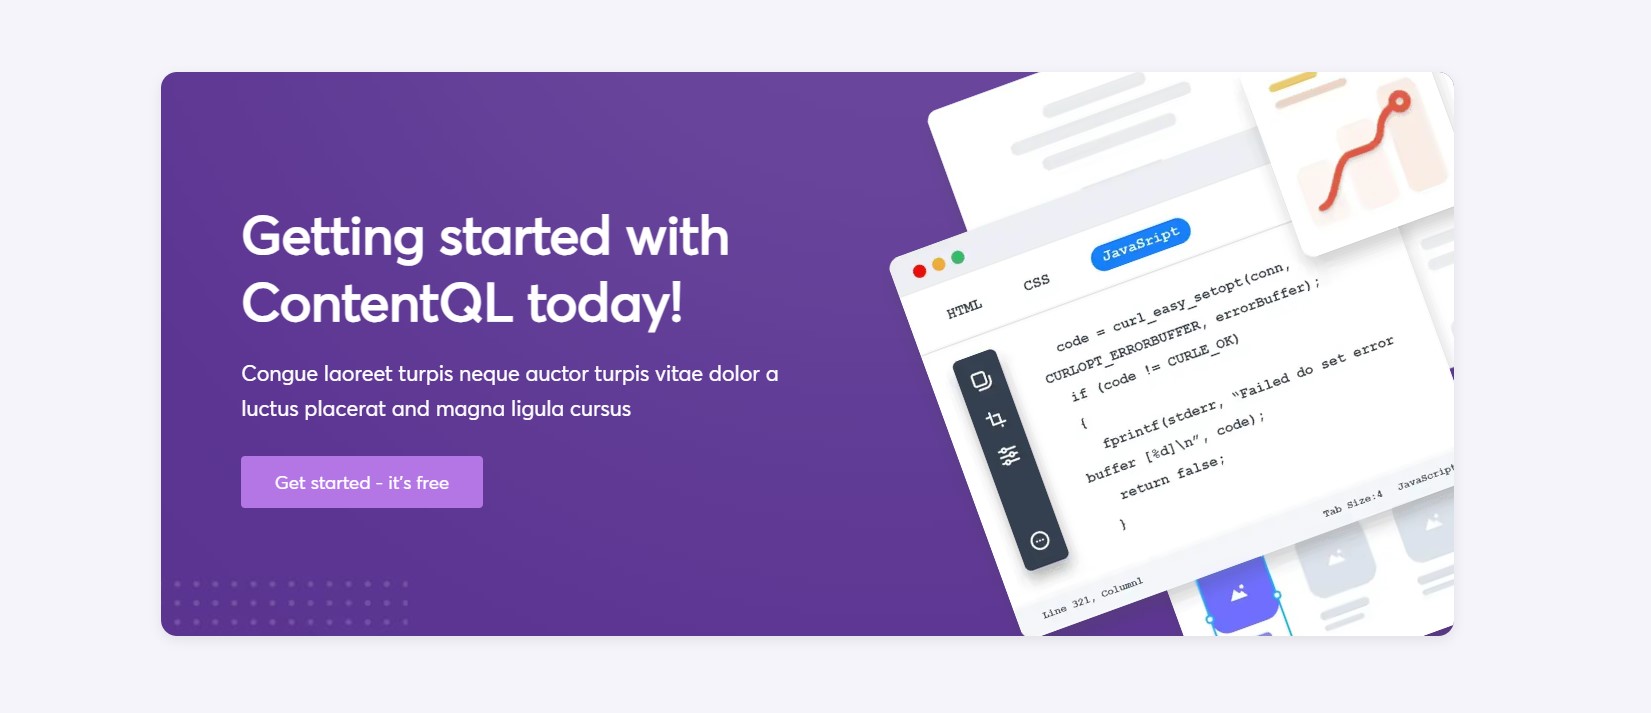 Getting started with
ContentQL today!
Congue laoreet turpis neque auctor turpis vitae dolor a
luctus placerat and magna ligula cursus
Get started - it's free
HTML CSS JavaSript
code = curl_easy_setopt(conn,
CURLOPT_ERRORBUFFER, errorBuffer);
if (code != CURLE_OK)
{
fprintf(stderr, “Failed do set error
buffer [%d]\n”, code);
return false;
}
Line 321, Column1 Tab Size:4 JavaScript